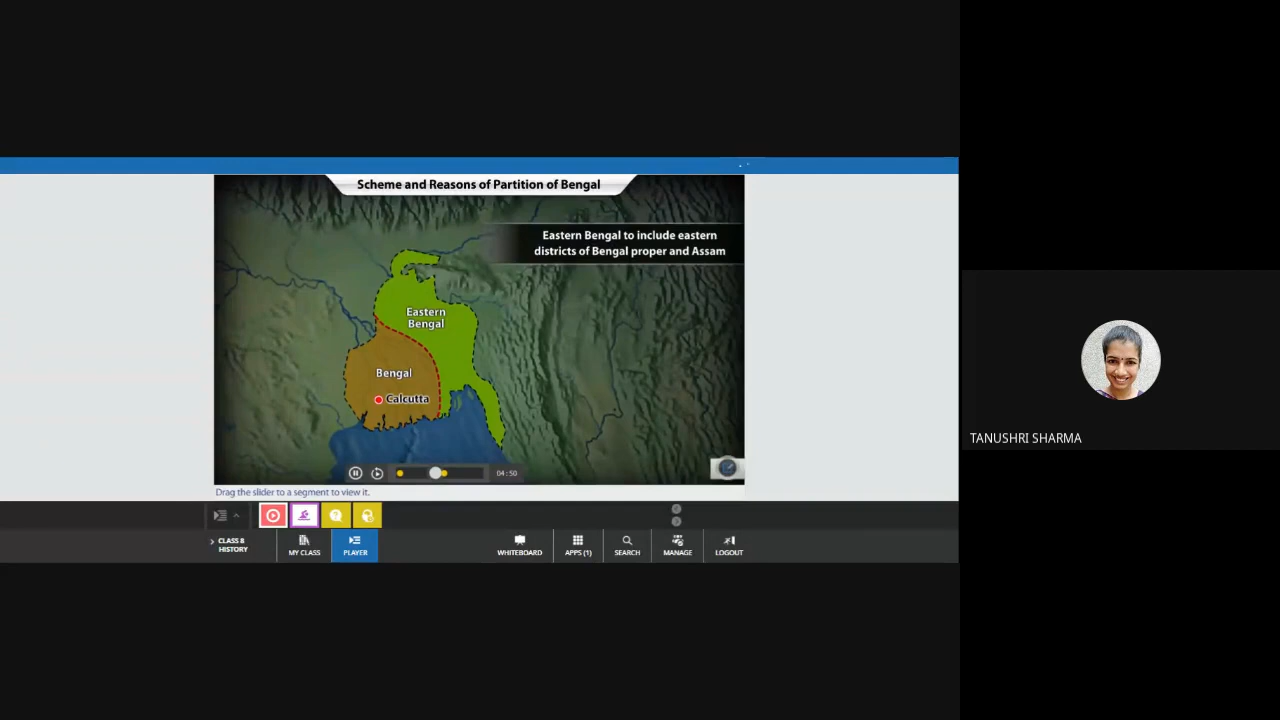 Scheme and Reasons of Partition of Bengal
Eastern Bengal to include eastern
districts of Bengal proper and Assam
Eastern
Bengal
Bengal
Calcutta
04:50
Drag the slider to a segment to view it.
CLASS 8
HISTORY
MY CLASS
PLAYER
WHITEBOARD
APPS (1)
SEARCH
MANAGE
LOGOUT
TANUSHRI SHARMA